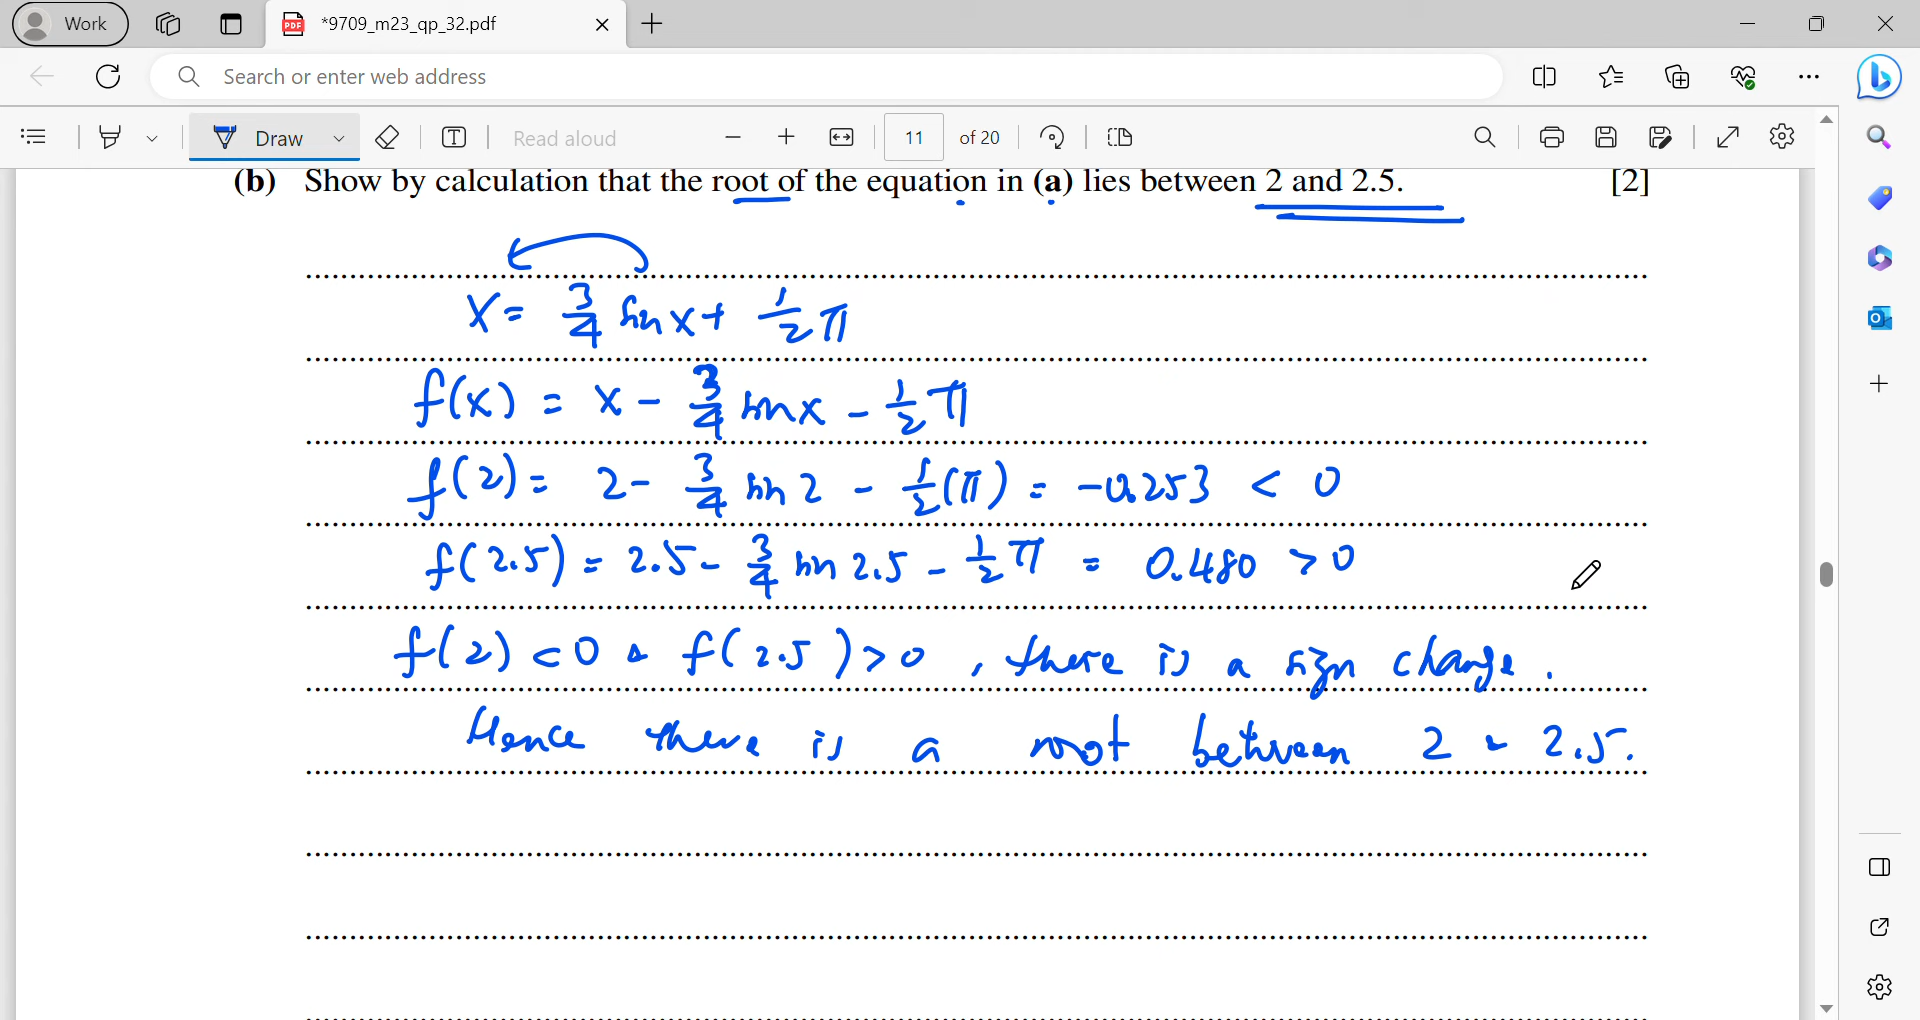 Work
*9709_m23_qp_32.pdf
Search or enter web address
Draw
Read aloud
11 of 20
(b) Show by calculation that the root of the equation in (a) lies between 2 and 2.5. [2]
x = 3/4 sin x + 1/2 π
f(x) = x - 3/4 sin x - 1/2 π
f(2) = 2 - 3/4 sin 2 - 1/2 (π) = -0.253 < 0
f(2.5) = 2.5 - 3/4 sin 2.5 - 1/2 π = 0.480 > 0
f(2) < 0 & f(2.5) > 0, there is a sign change.
Hence there is a root between 2 & 2.5.